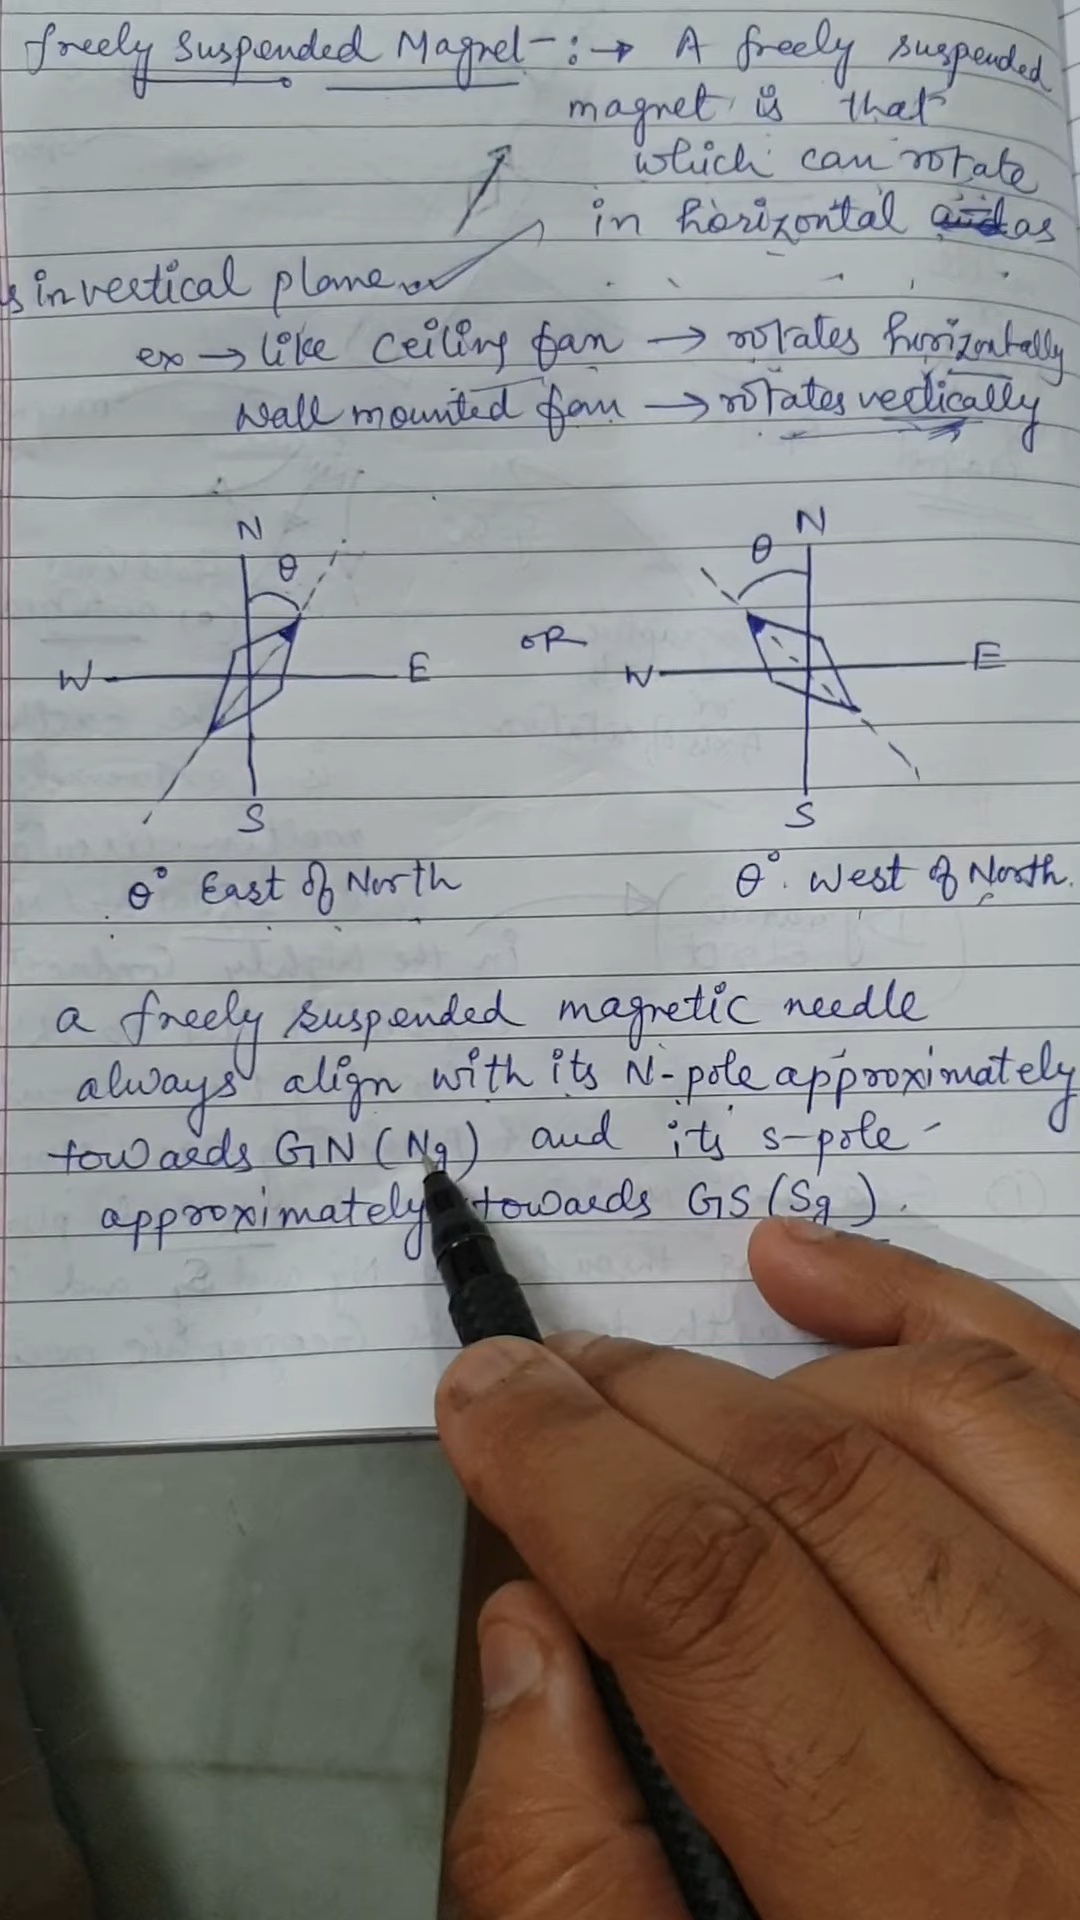 freely Suspended Magnet -: → A freely suspended
magnet is that
which can rotate
in horizontal as
in vertical plane
ex → like ceiling fan → rotates horizontally
wall mounted fan → rotates vertically
N
N
θ
θ
W
E
OR
W
E
S
S
θ° East of North
θ° West of North.
a freely suspended magnetic needle
always align with its N-pole approximately
towards GN (Ng) and its s-pole -
approximately towards GS (Sg).